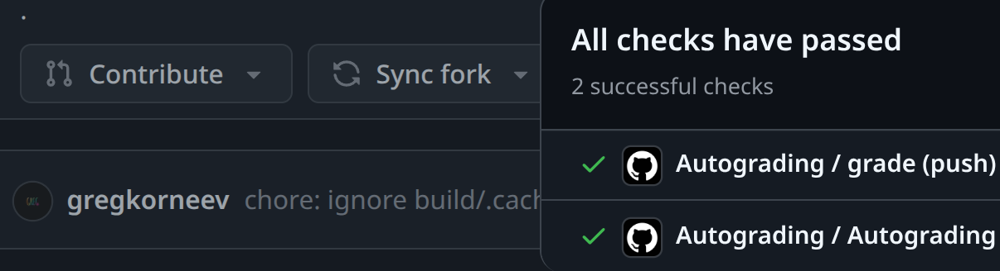 .
Contribute
Sync fork
gregkorneev chore: ignore build/.cach
All checks have passed
2 successful checks
Autograding / grade (push)
Autograding / Autograding